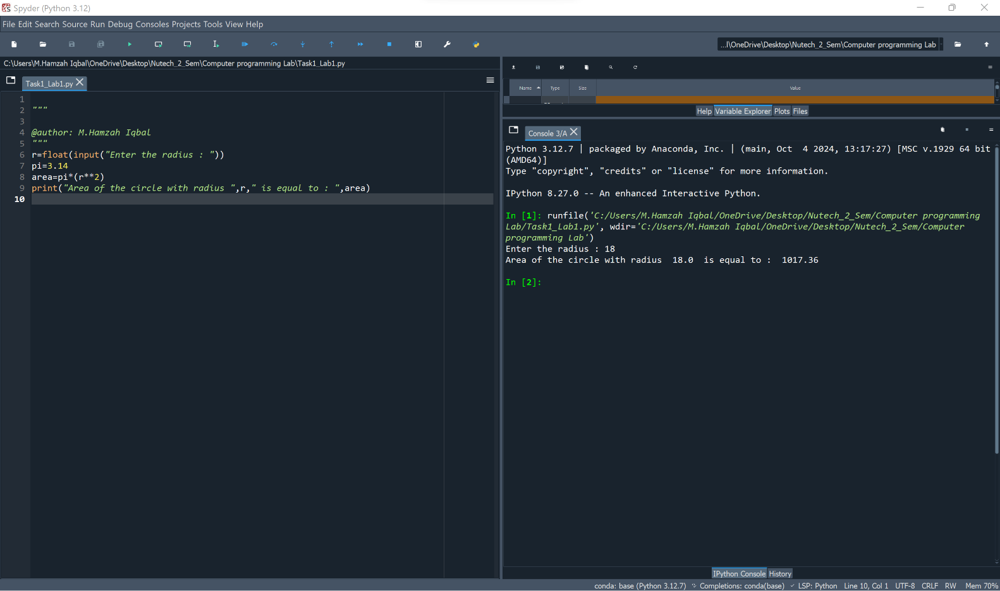 Spyder (Python 3.12)
File Edit Search Source Run Debug Consoles Projects Tools View Help
...l\OneDrive\Desktop\Nutech_2_Sem\Computer programming Lab
C:\Users\M.Hamzah Iqbal\OneDrive\Desktop\Nutech_2_Sem\Computer programming Lab\Task1_Lab1.py
Task1_Lab1.py
1
2 """
3
4 @author: M.Hamzah Iqbal
5 """
6 r=float(input("Enter the radius : "))
7 pi=3.14
8 area=pi*(r**2)
9 print("Area of the circle with radius ",r," is equal to : ",area)
10
Name Type Size Value
Help Variable Explorer Plots Files
Console 3/A
Python 3.12.7 | packaged by Anaconda, Inc. | (main, Oct  4 2024, 13:17:27) [MSC v.1929 64 bit
(AMD64)]
Type "copyright", "credits" or "license" for more information.
IPython 8.27.0 -- An enhanced Interactive Python.
In [1]: runfile('C:/Users/M.Hamzah Iqbal/OneDrive/Desktop/Nutech_2_Sem/Computer programming
Lab/Task1_Lab1.py', wdir='C:/Users/M.Hamzah Iqbal/OneDrive/Desktop/Nutech_2_Sem/Computer
programming Lab')
Enter the radius : 18
Area of the circle with radius  18.0  is equal to :  1017.36
In [2]:
IPython Console History
conda: base (Python 3.12.7) Completions: conda(base) LSP: Python Line 10, Col 1 UTF-8 CRLF RW Mem 70%